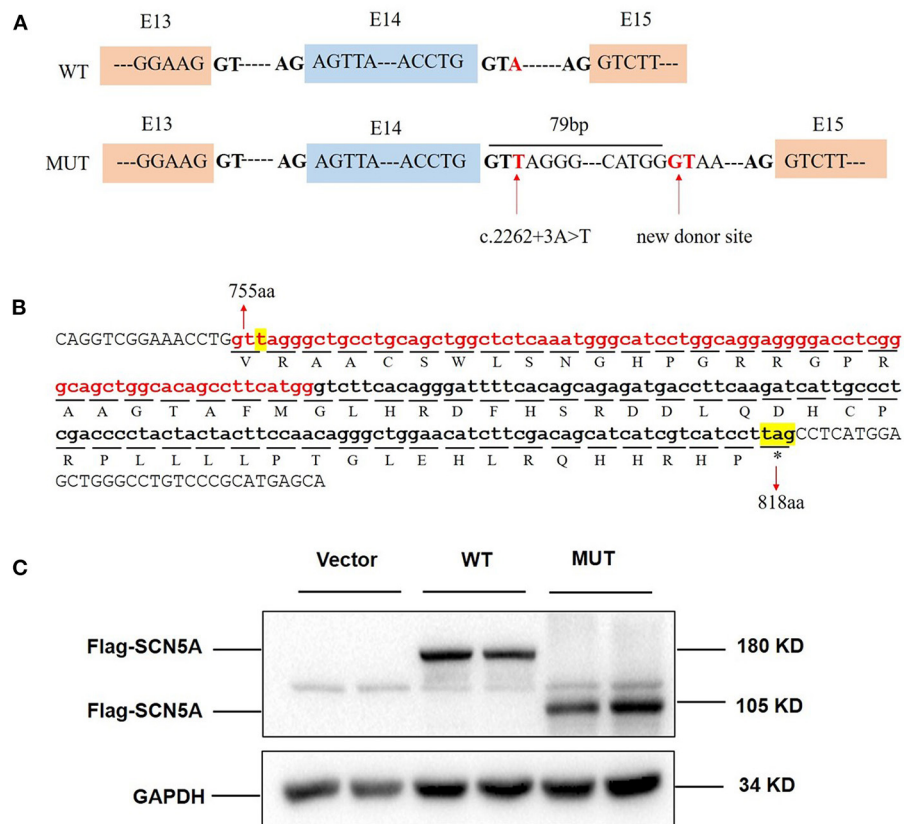 A
E13 E14 E15
WT ---GGAAG GT----- AG AGTTA---ACCTG GTA------AG GTCTT---
E13 E14 79bp E15
MUT ---GGAAG GT----- AG AGTTA---ACCTG GTTAGGG---CATGGGTAA---AG GTCTT---
c.2262+3A>T new donor site
B
755aa
CAGGTCGGAAACCTGgttagggctgcctgcagctggctctcaaatgggcatcctggcaggaggggacctcgg
V R A A C S W L S N G H P G R R G P R
gcagctggcacagccttcatgggtcttcacagggattttcacagcagagatgaccttcaagatcattgccct
A A G T A F M G L H R D F H S R D D L Q D H C P
cgacccctactactacttccaacagggctggaacatcttcgacagcatcatcgtcatccttagCCTCATGGA
R P L L L L P T G L E H L R Q H H R H P *
GCTGGGCCTGTCCCGCATGAGCA
818aa
C
Vector WT MUT
Flag-SCN5A 180 KD
Flag-SCN5A 105 KD
GAPDH 34 KD